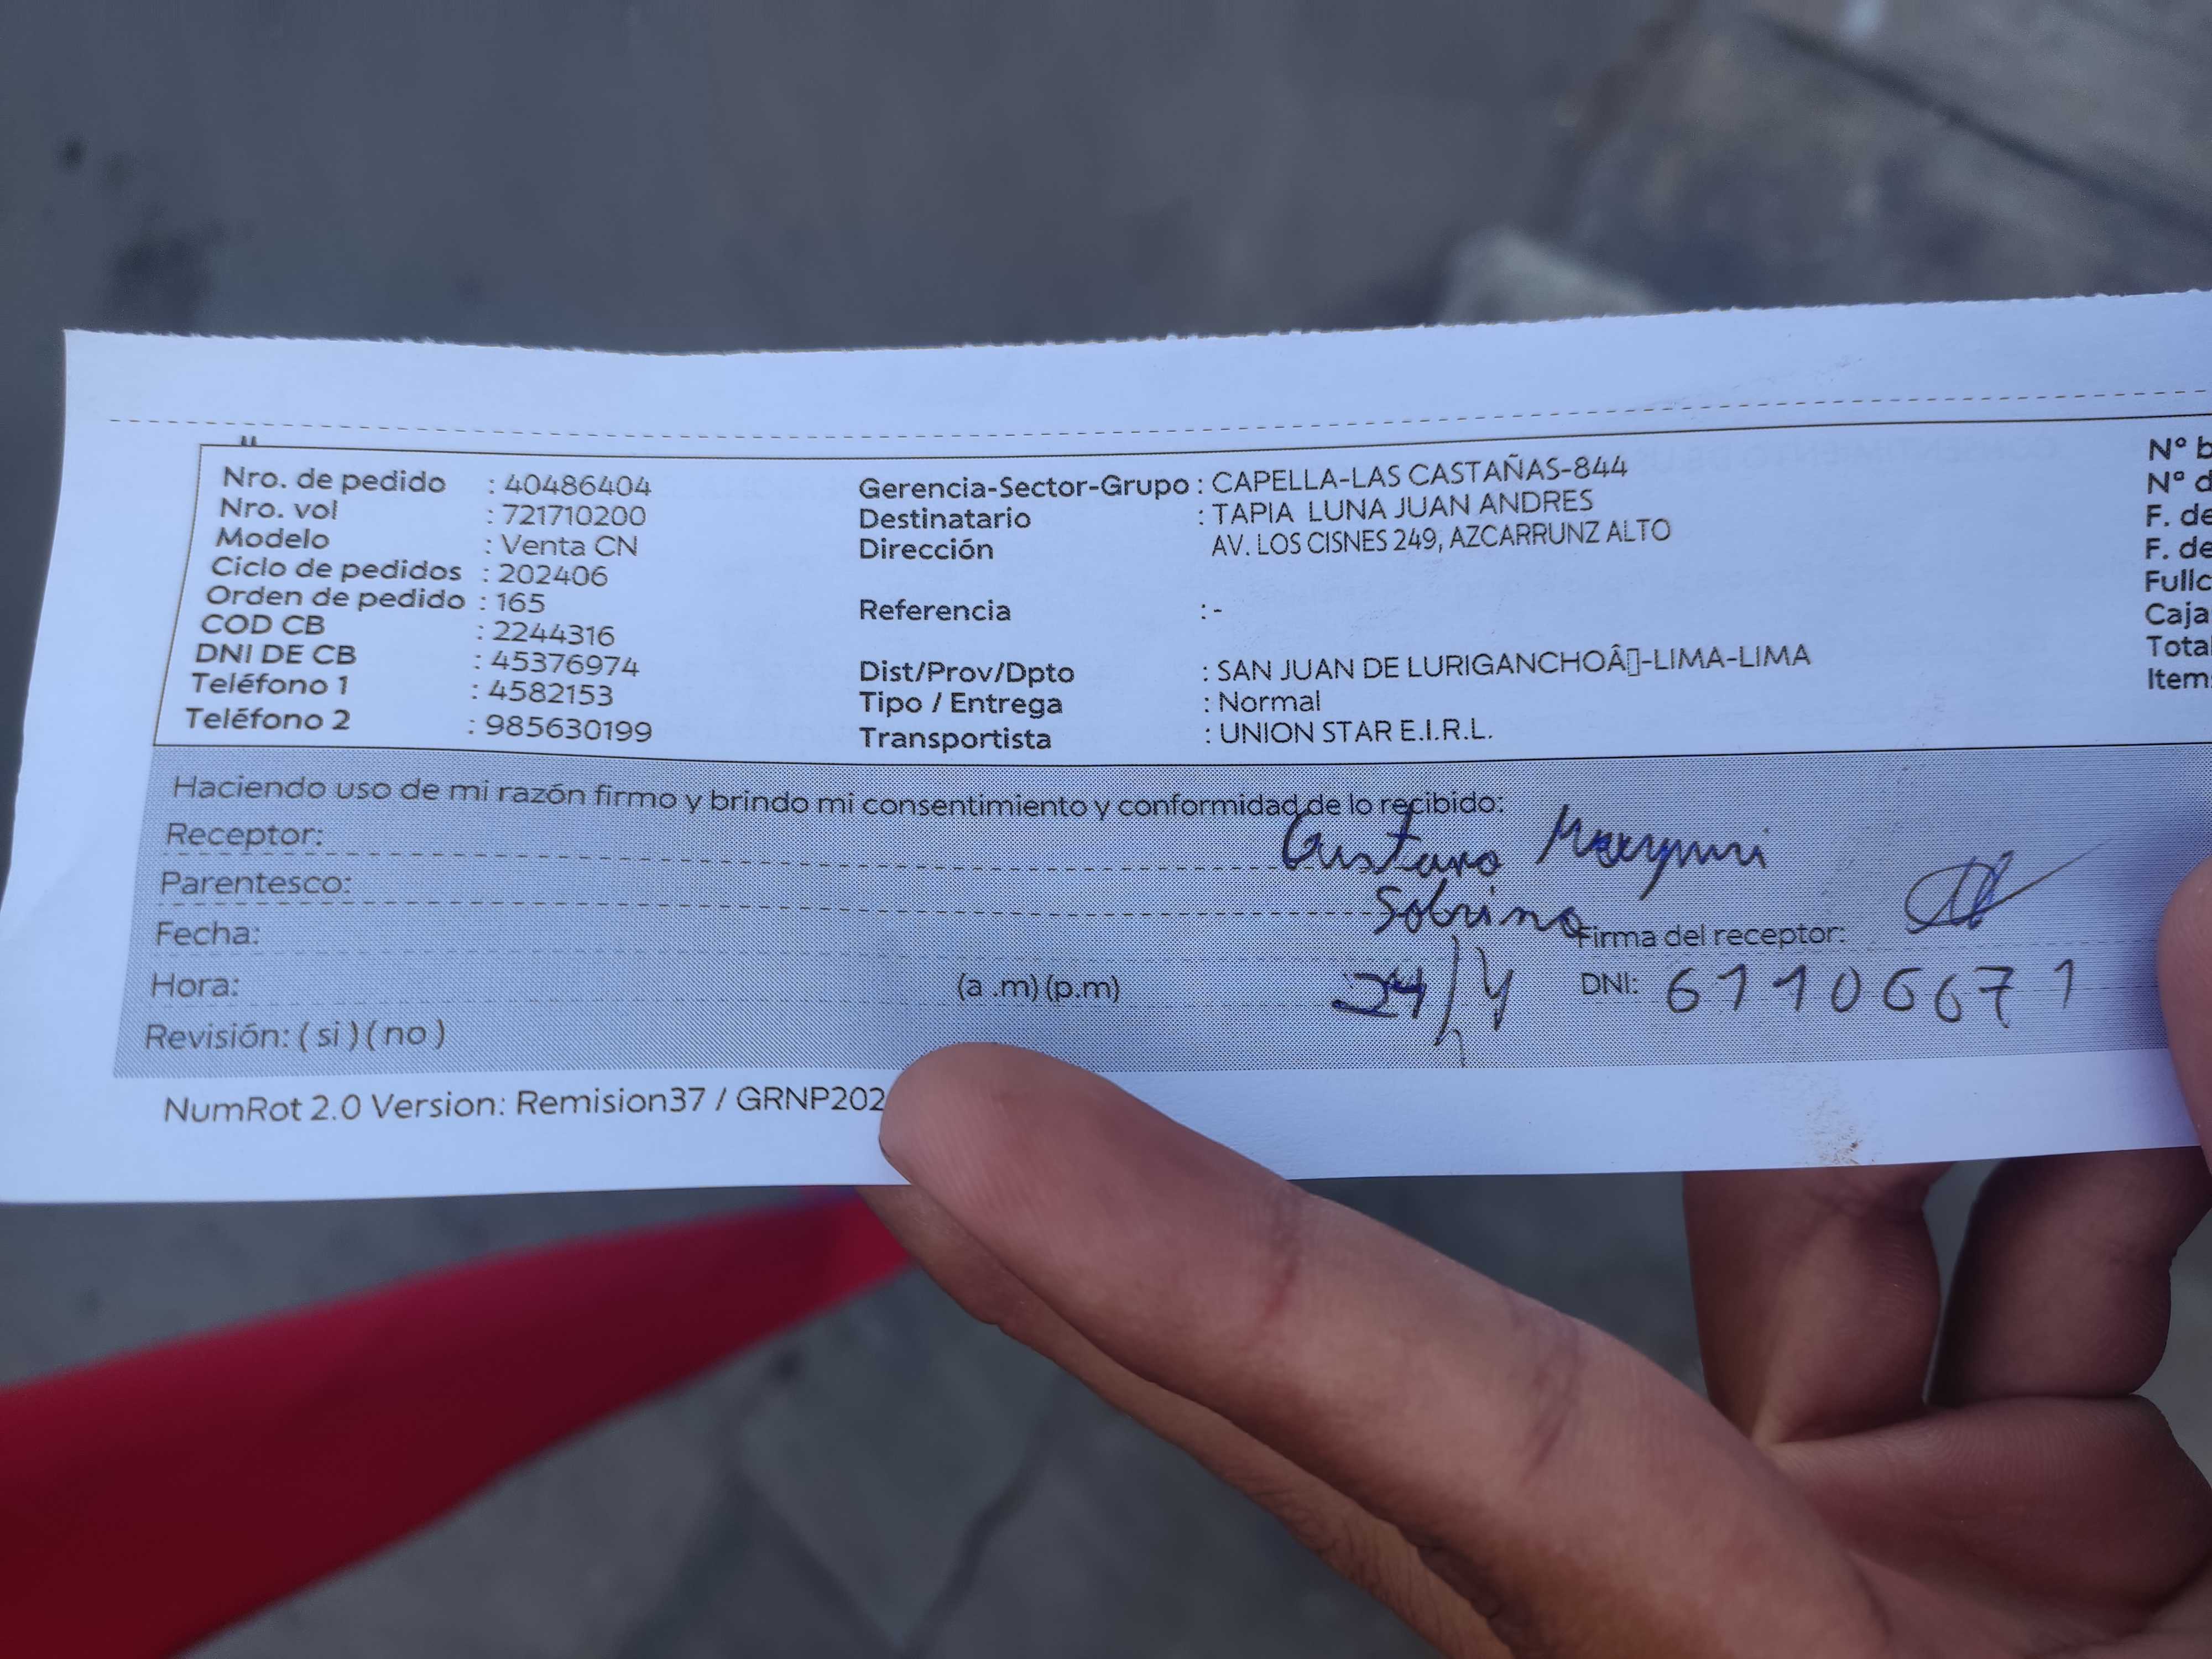 Nro. de pedido : 40486404
Nro. vol : 721710200
Modelo : Venta CN
Ciclo de pedidos : 202406
Orden de pedido : 165
COD CB : 2244316
DNI DE CB : 45376974
Teléfono 1 : 4582153
Teléfono 2 : 985630199
Gerencia-Sector-Grupo : CAPELLA-LAS CASTAÑAS-844
Destinatario : TAPIA LUNA JUAN ANDRES
Dirección AV. LOS CISNES 249, AZCARRUNZ ALTO
Referencia : -
Dist/Prov/Dpto : SAN JUAN DE LURIGANCHOÂ▯-LIMA-LIMA
Tipo / Entrega : Normal
Transportista : UNION STAR E.I.R.L.
N° b
N° d
F. de
F. de
Fullc
Caja
Total
Item
Haciendo uso de mi razón firmo y brindo mi consentimiento y conformidad de lo recibido:
Receptor: Gustavo
Parentesco: Sobrino
Fecha: 24/4
Firma del receptor:
Hora: (a .m) (p.m)
DNI: 61106671
Revisión: ( si ) ( no )
NumRot 2.0 Version: Remision37 / GRNP202